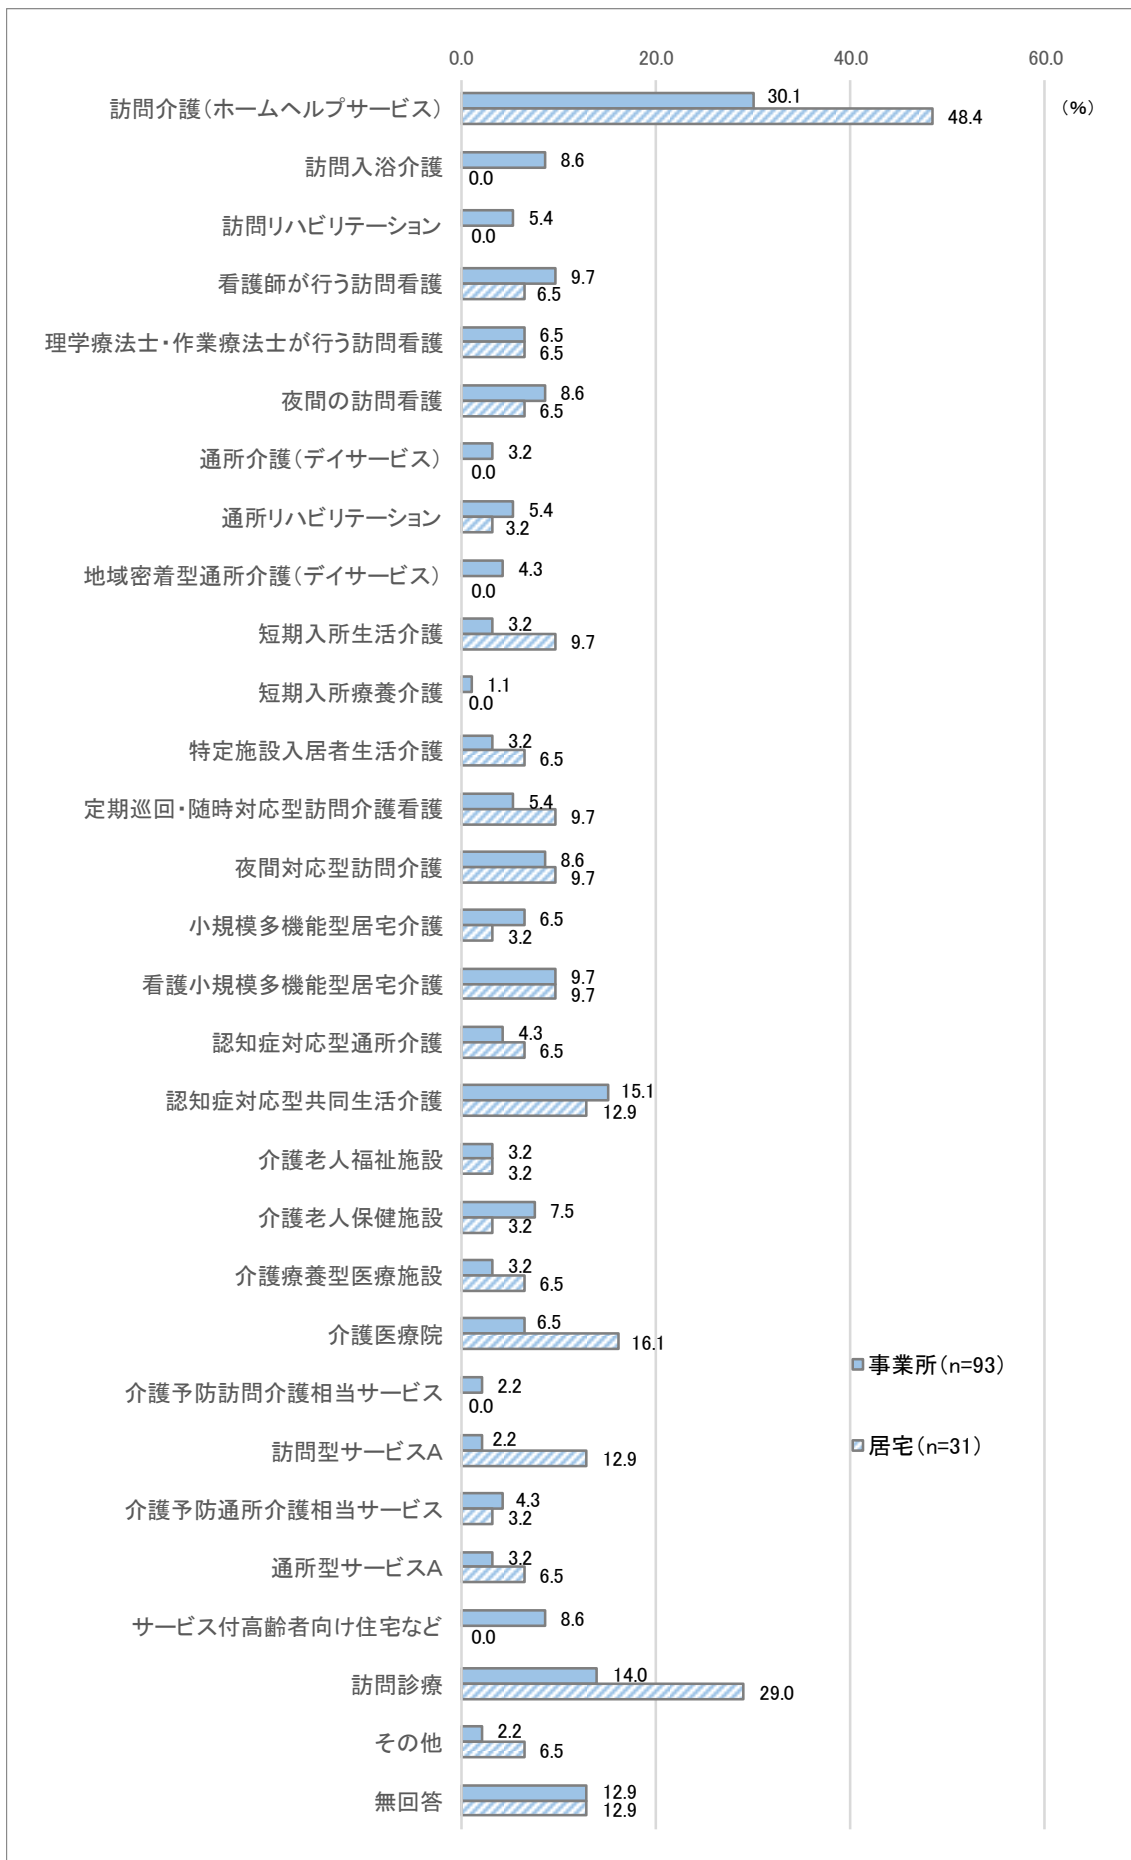 0.0 20.0 40.0 60.0
訪問介護(ホームヘルプサービス) 30.1 (%)
48.4
訪問入浴介護 8.6
0.0
訪問リハビリテーション 5.4
0.0
看護師が行う訪問看護 9.7
6.5
理学療法士・作業療法士が行う訪問看護 6.5
6.5
夜間の訪問看護 8.6
6.5
通所介護(デイサービス) 3.2
0.0
通所リハビリテーション 5.4
3.2
地域密着型通所介護(デイサービス) 4.3
0.0
短期入所生活介護 3.2
9.7
短期入所療養介護 1.1
0.0
特定施設入居者生活介護 3.2
6.5
定期巡回・随時対応型訪問介護看護 5.4
9.7
夜間対応型訪問介護 8.6
9.7
小規模多機能型居宅介護 6.5
3.2
看護小規模多機能型居宅介護 9.7
9.7
認知症対応型通所介護 4.3
6.5
認知症対応型共同生活介護 15.1
12.9
介護老人福祉施設 3.2
3.2
介護老人保健施設 7.5
3.2
介護療養型医療施設 3.2
6.5
介護医療院 6.5
16.1
事業所(n=93)
介護予防訪問介護相当サービス 2.2
0.0
訪問型サービスA 2.2
12.9
居宅(n=31)
介護予防通所介護相当サービス 4.3
3.2
通所型サービスA 3.2
6.5
サービス付高齢者向け住宅など 8.6
0.0
訪問診療 14.0
29.0
その他 2.2
6.5
無回答 12.9
12.9